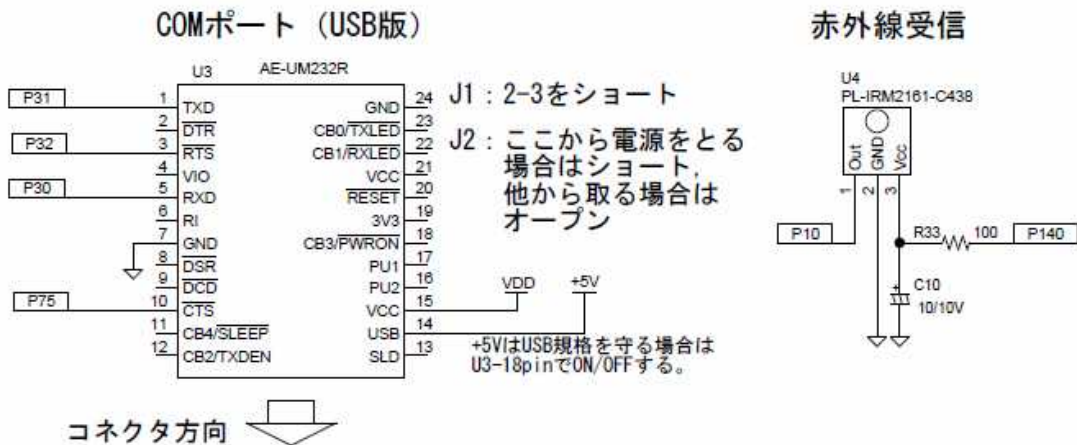 COMポート（USB版）
U3 AE-UM232R
P31
P32
P30
P75
1 TXD
2 DTR
3 RTS
4 VIO
5 RXD
6 RI
7 GND
8 DSR
9 DCD
10 CTS
11 CB4/SLEEP
12 CB2/TXDEN
GND 24
CB0/TXLED 23
CB1/RXLED 22
VCC 21
RESET 20
3V3 19
CB3/PWRON 18
PU1 17
PU2 16
VCC 15
USB 14
SLD 13
VDD +5V
J1：2-3をショート
J2：ここから電源をとる
場合はショート,
他から取る場合は
オープン
+5VはUSB規格を守る場合は
U3-18pinでON/OFFする。
コネクタ方向
赤外線受信
U4
PL-IRM2161-C438
Out GND Vcc
1 2 3
P10
R33 100
P140
+
C10
10/10V